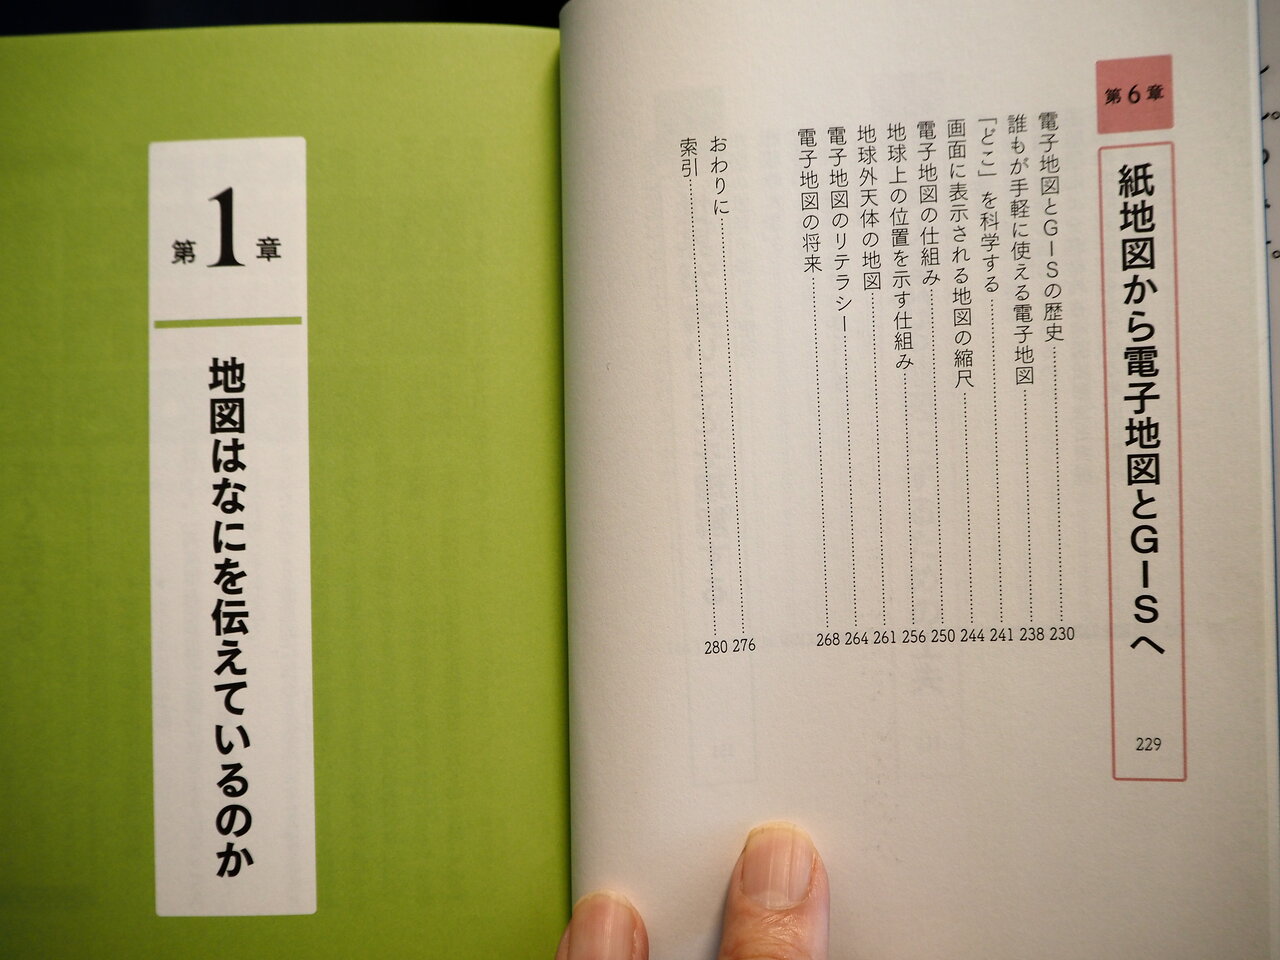 第6章
紙地図から電子地図とGISへ 229
電子地図とGISの歴史 230
誰もが手軽に使える電子地図 238
「どこ」を科学する 241
画面に表示される地図の縮尺 244
電子地図の仕組み 250
地球上の位置を示す仕組み 256
地球外天体の地図 261
電子地図のリテラシー 264
電子地図の将来 268
おわりに 276
索引 280
第1章
地図はなにを伝えているのか